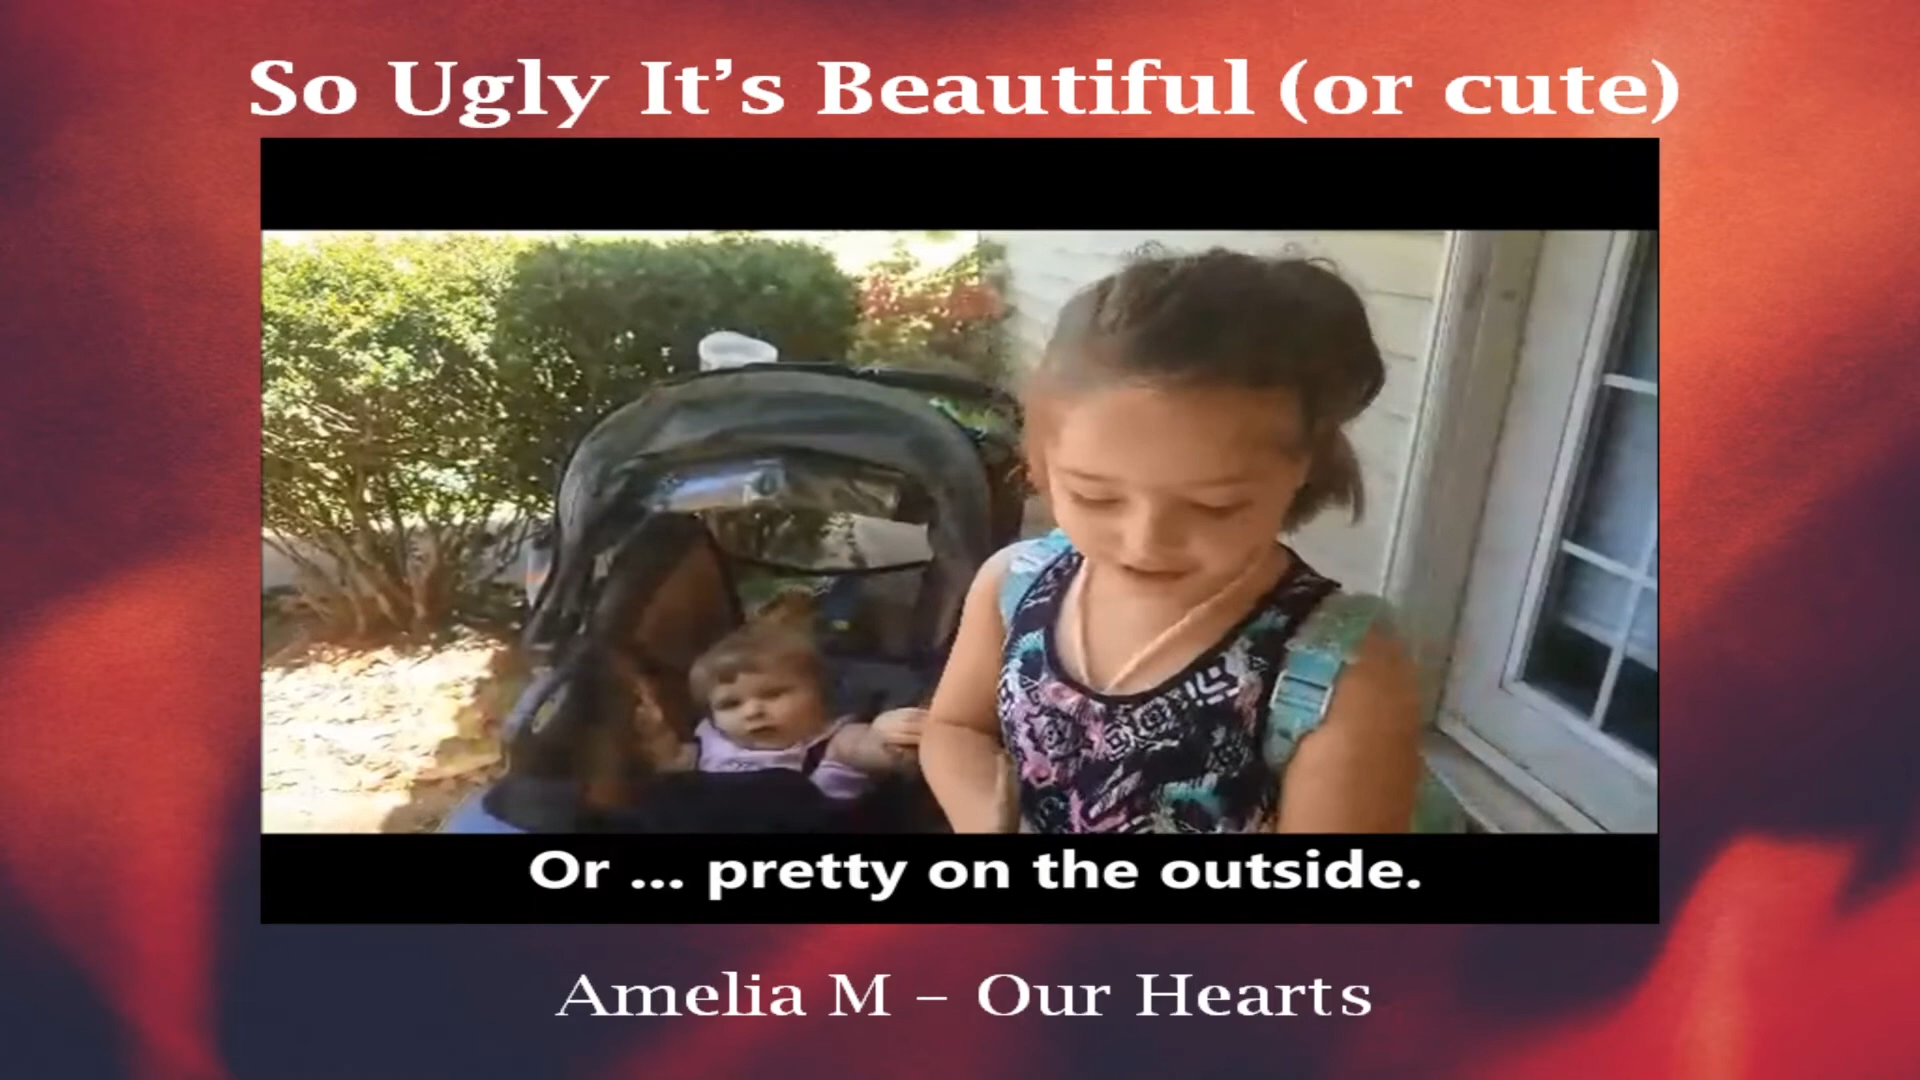 So Ugly It's Beautiful (or cute)
Or ... pretty on the outside.
Amelia M – Our Hearts